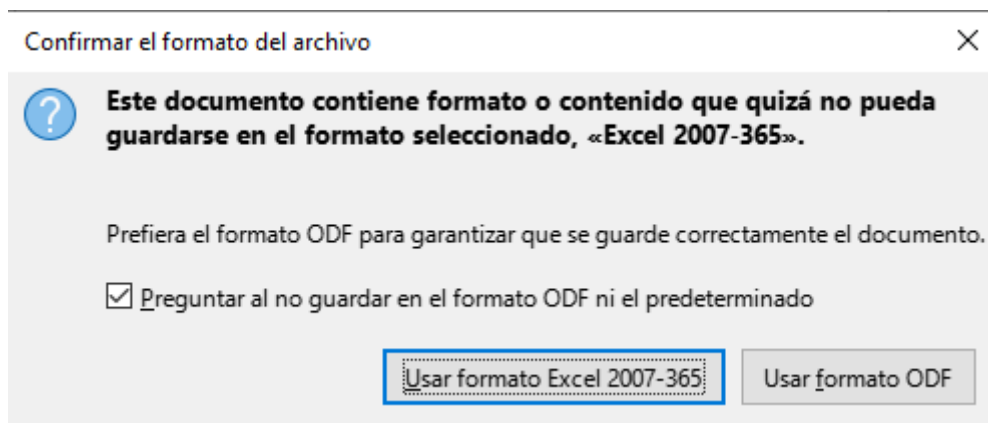 Confirmar el formato del archivo
Este documento contiene formato o contenido que quizá no pueda
guardarse en el formato seleccionado, «Excel 2007-365».
Prefiera el formato ODF para garantizar que se guarde correctamente el documento.
Preguntar al no guardar en el formato ODF ni el predeterminado
Usar formato Excel 2007-365 Usar formato ODF